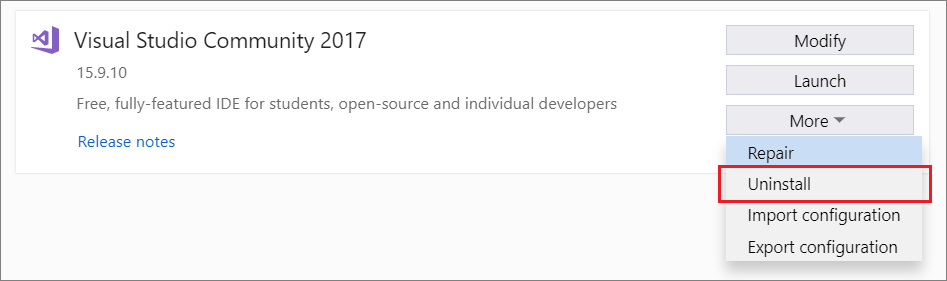 Visual Studio Community 2017
15.9.10
Free, fully-featured IDE for students, open-source and individual developers
Release notes
Modify
Launch
More
Repair
Uninstall
Import configuration
Export configuration